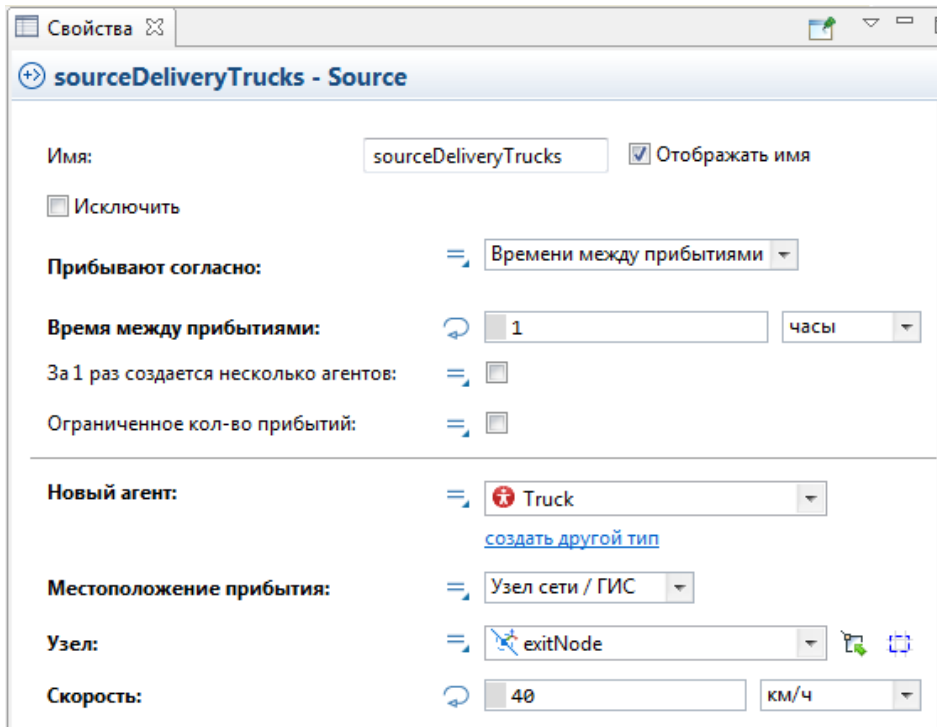 Свойства
sourceDeliveryTrucks - Source
Имя: sourceDeliveryTrucks Отображать имя
Исключить
Прибывают согласно: Времени между прибытиями
Время между прибытиями: 1 часы
За 1 раз создается несколько агентов:
Ограниченное кол-во прибытий:
Новый агент: Truck
создать другой тип
Местоположение прибытия: Узел сети / ГИС
Узел: exitNode
Скорость: 40 км/ч